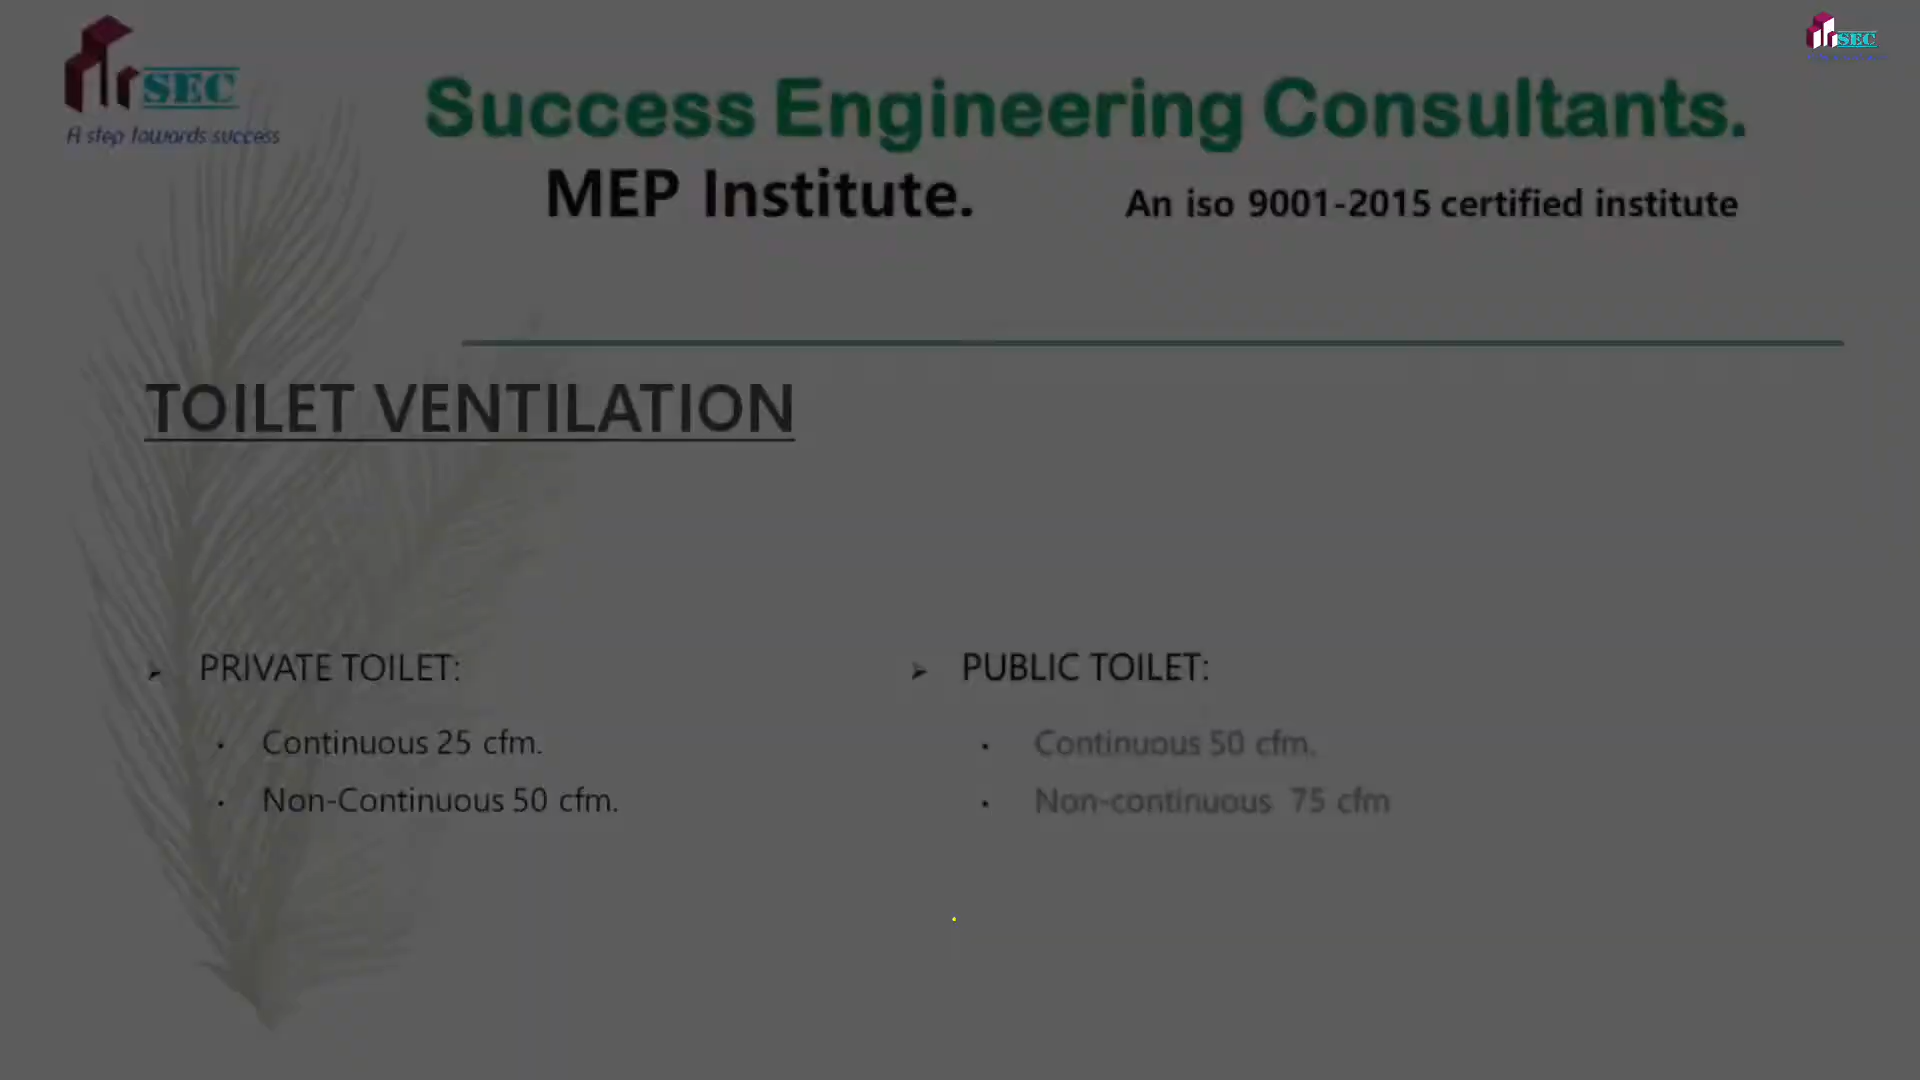 SEC
A step towards success
SEC
Success Engineering Consultants.
MEP Institute.
An iso 9001-2015 certified institute
TOILET VENTILATION
PRIVATE TOILET:
Continuous 25 cfm.
Non-Continuous 50 cfm.
PUBLIC TOILET:
Continuous 50 cfm.
Non-continuous 75 cfm